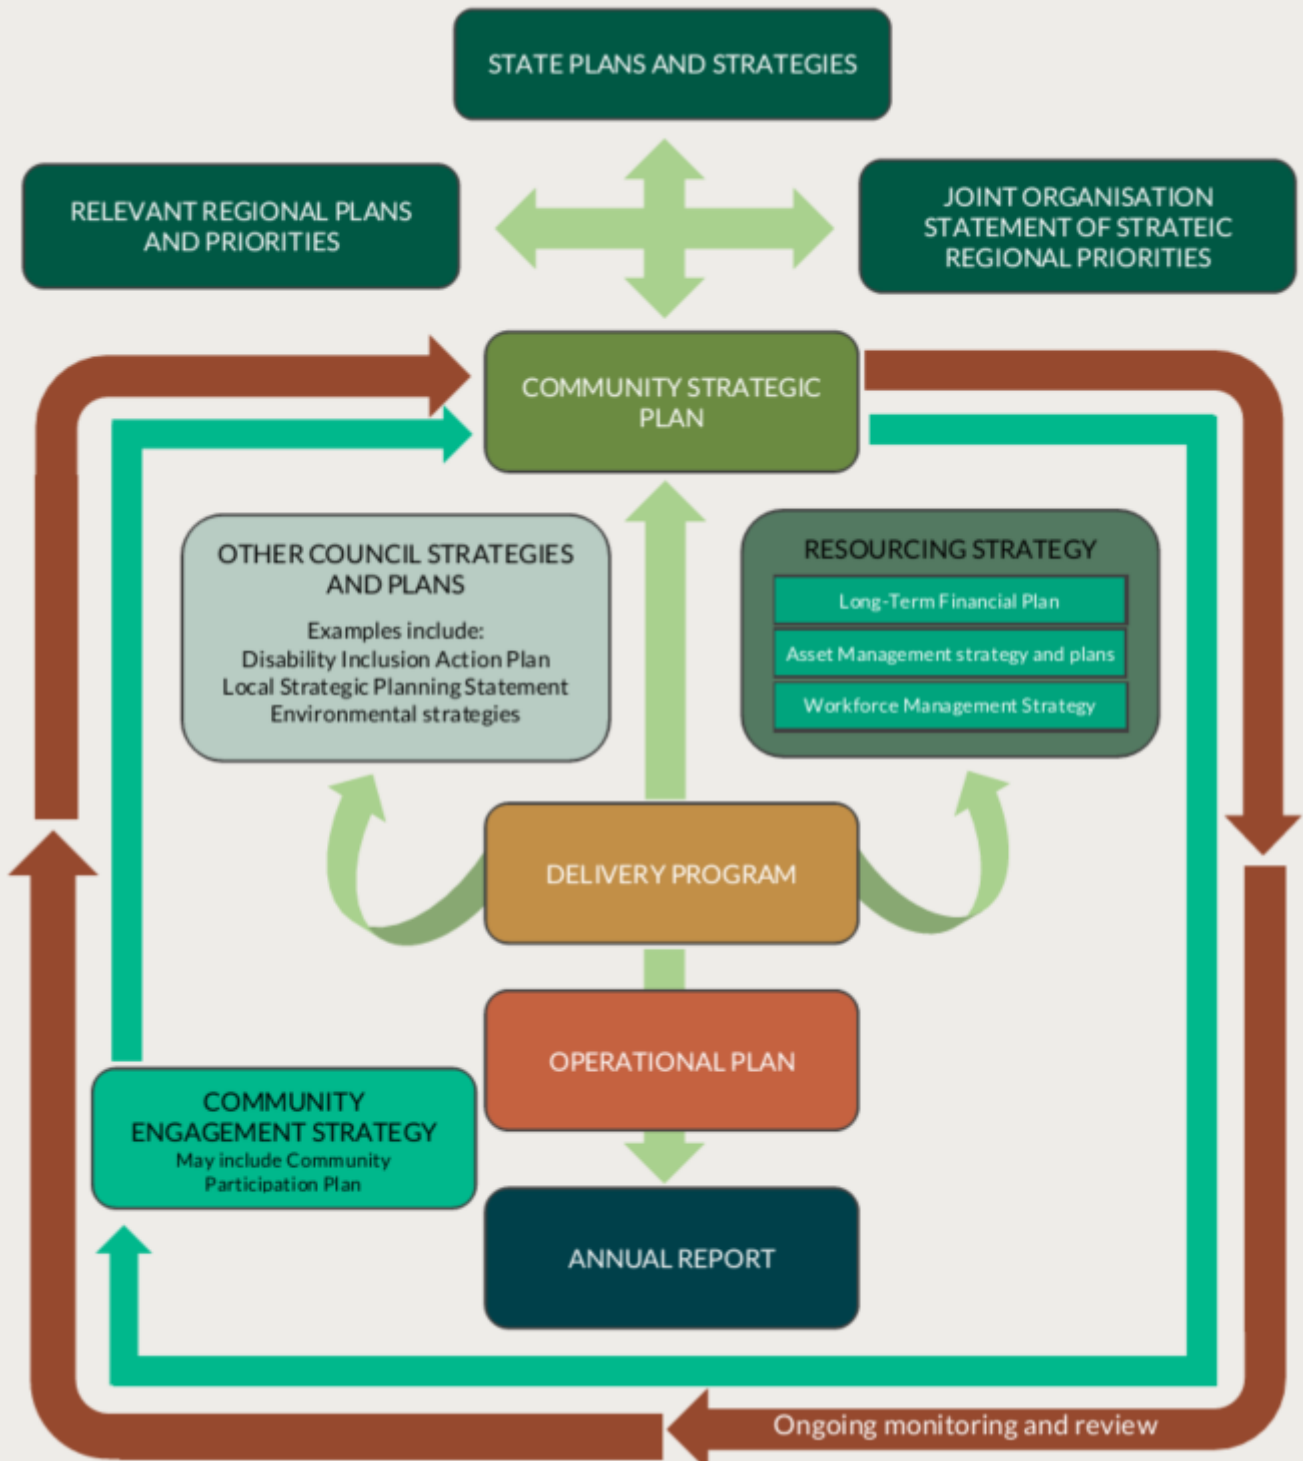 STATE PLANS AND STRATEGIES
RELEVANT REGIONAL PLANS
AND PRIORITIES
JOINT ORGANISATION
STATEMENT OF STRATEIC
REGIONAL PRIORITIES
COMMUNITY STRATEGIC
PLAN
OTHER COUNCIL STRATEGIES
AND PLANS
Examples include:
Disability Inclusion Action Plan
Local Strategic Planning Statement
Environmental strategies
RESOURCING STRATEGY
Long-Term Financial Plan
Asset Management strategy and plans
Workforce Management Strategy
DELIVERY PROGRAM
OPERATIONAL PLAN
COMMUNITY
ENGAGEMENT STRATEGY
May include Community
Participation Plan
ANNUAL REPORT
Ongoing monitoring and review